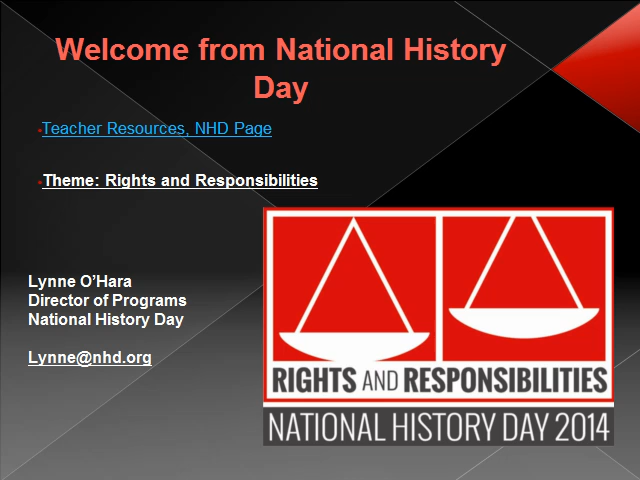 Welcome from National History
Day
Teacher Resources, NHD Page
Theme: Rights and Responsibilities
Lynne O’Hara
Director of Programs
National History Day
Lynne@nhd.org
RIGHTS AND RESPONSIBILITIES
NATIONAL HISTORY DAY 2014